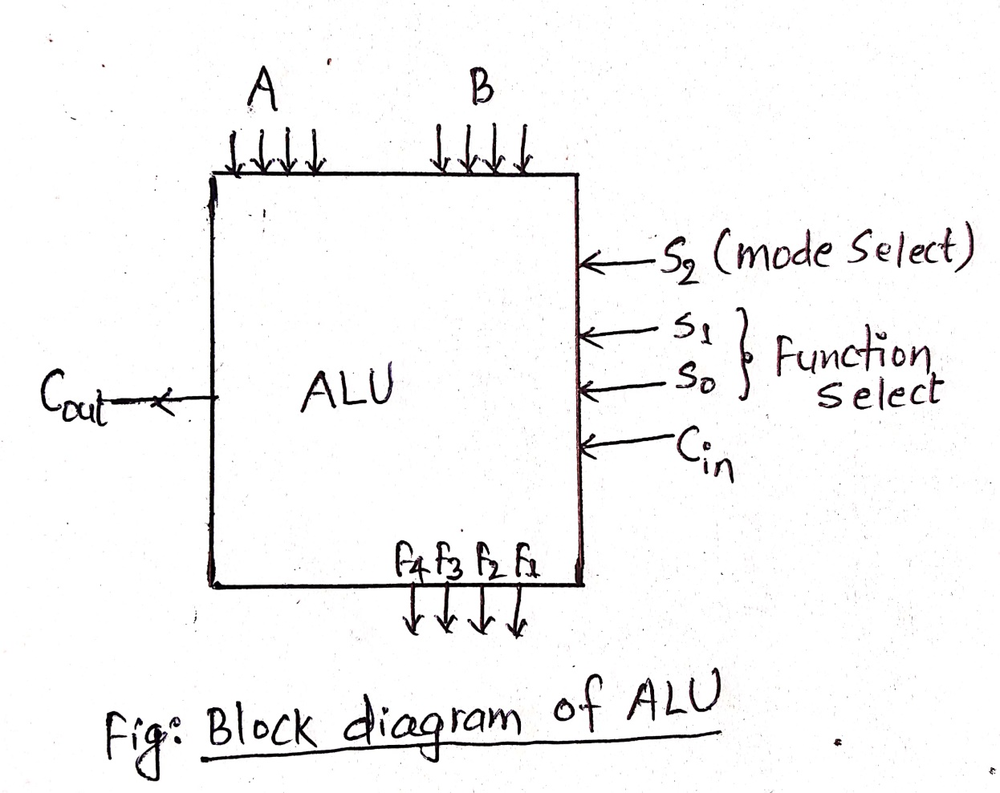 A B
S₂ (mode Select)
S₁
S₀
} Function
Select
Cin
Cout
ALU
F₄ F₃ F₂ F₁
Fig: Block diagram of ALU